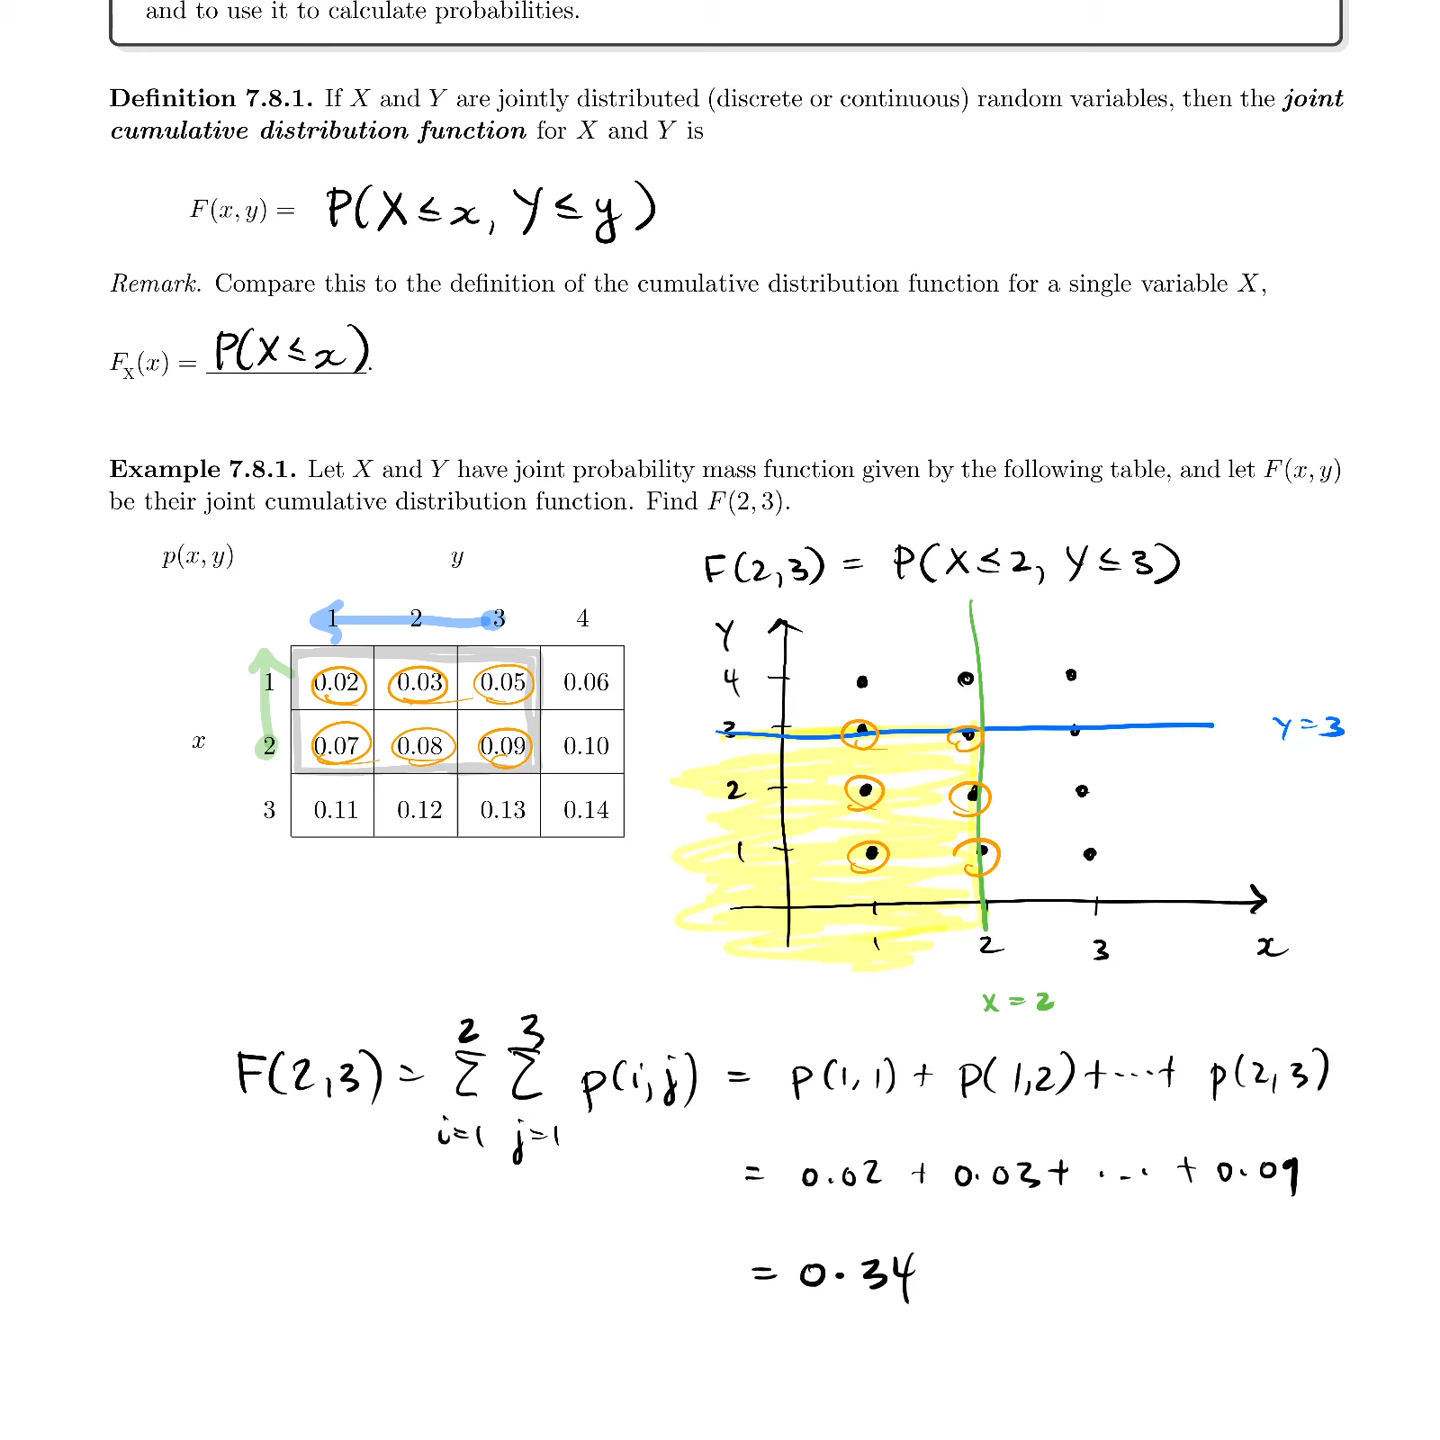 and to use it to calculate probabilities.
Definition 7.8.1. If X and Y are jointly distributed (discrete or continuous) random variables, then the joint
cumulative distribution function for X and Y is
F(x, y) = P(X ≤ x, Y ≤ y)
Remark. Compare this to the definition of the cumulative distribution function for a single variable X,
F_X(x) = P(X ≤ x).
Example 7.8.1. Let X and Y have joint probability mass function given by the following table, and let F(x, y)
be their joint cumulative distribution function. Find F(2, 3).
p(x, y) y
1 2 3 4
1 0.02 0.03 0.05 0.06
x 2 0.07 0.08 0.09 0.10
3 0.11 0.12 0.13 0.14
F(2,3) = P(X ≤ 2, Y ≤ 3)
Y
4
3 Y = 3
2
1
1 2 3 x
X = 2
F(2,3) = \sum_{i=1}^{2} \sum_{j=1}^{3} p(i,j) = p(1,1) + p(1,2) + ... + p(2,3)
= 0.02 + 0.03 + ... + 0.09
= 0.34